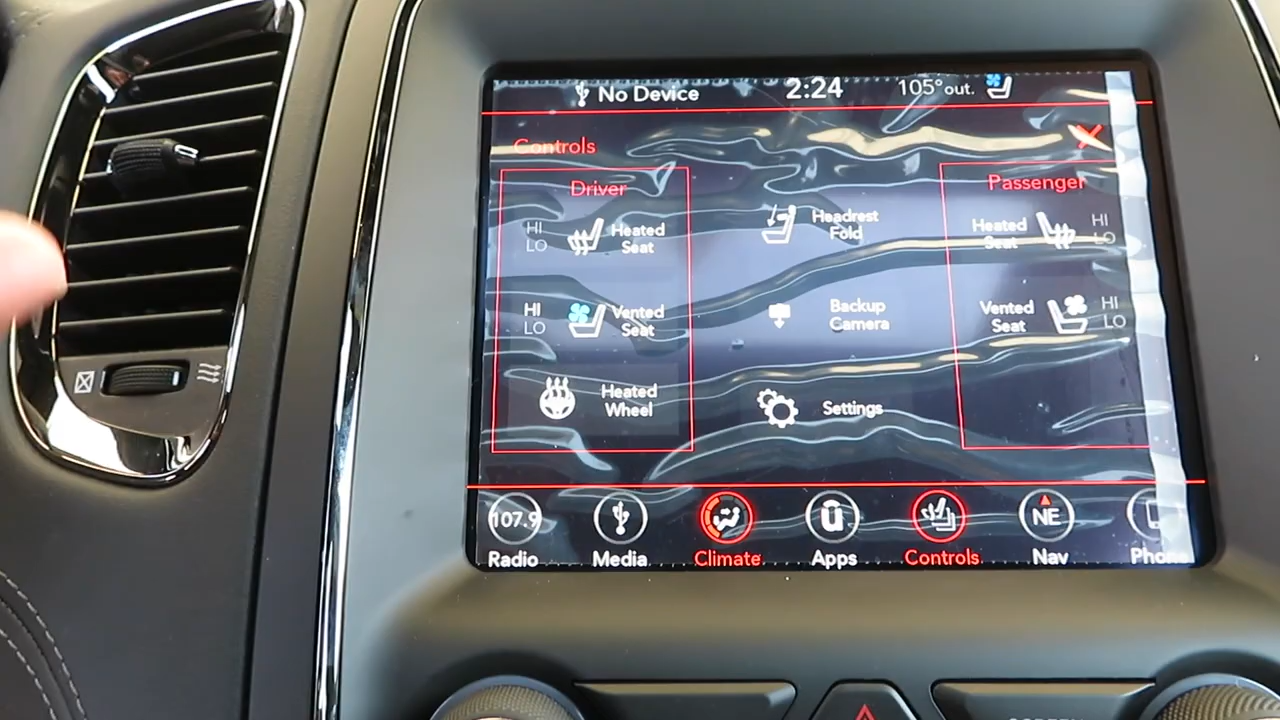 No Device
2:24
105° out.
Controls
Driver
Passenger
HI
LO
Heated
Seat
Headrest
Fold
Heated
Seat
HI
LO
HI
LO
Vented
Seat
Backup
Camera
Vented
Seat
HI
LO
Heated
Wheel
Settings
107.9
NE
Radio
Media
Climate
Apps
Controls
Nav
Phone
SCREEN